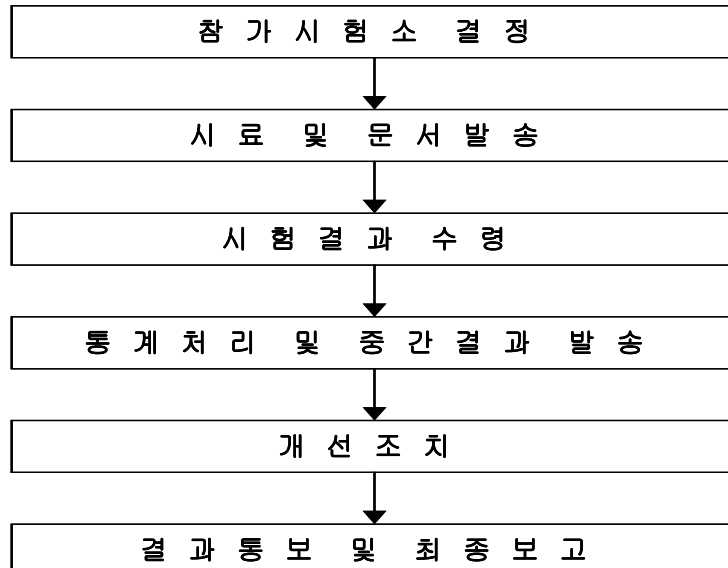 참가시험소 결정
시료 및 문서발송
시험결과 수령
통계처리 및 중간결과 발송
개선조치
결과통보 및 최종보고